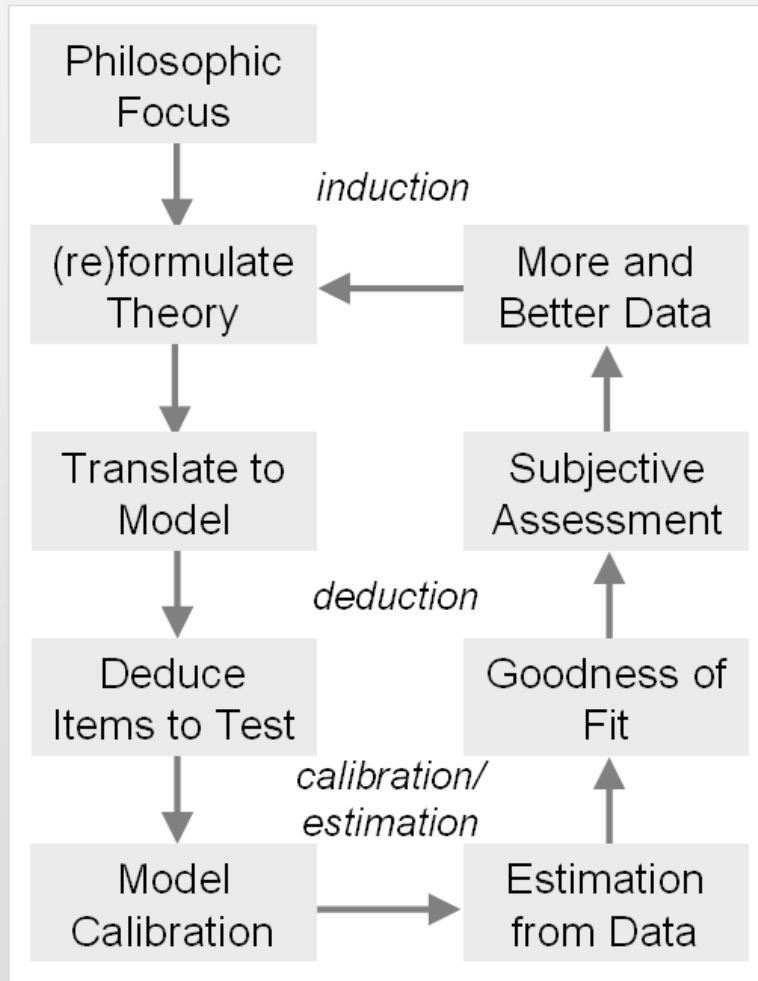 Philosophic
Focus
induction
(re)formulate
Theory
More and
Better Data
Translate to
Model
Subjective
Assessment
deduction
Deduce
Items to Test
Goodness of
Fit
calibration/
estimation
Model
Calibration
Estimation
from Data